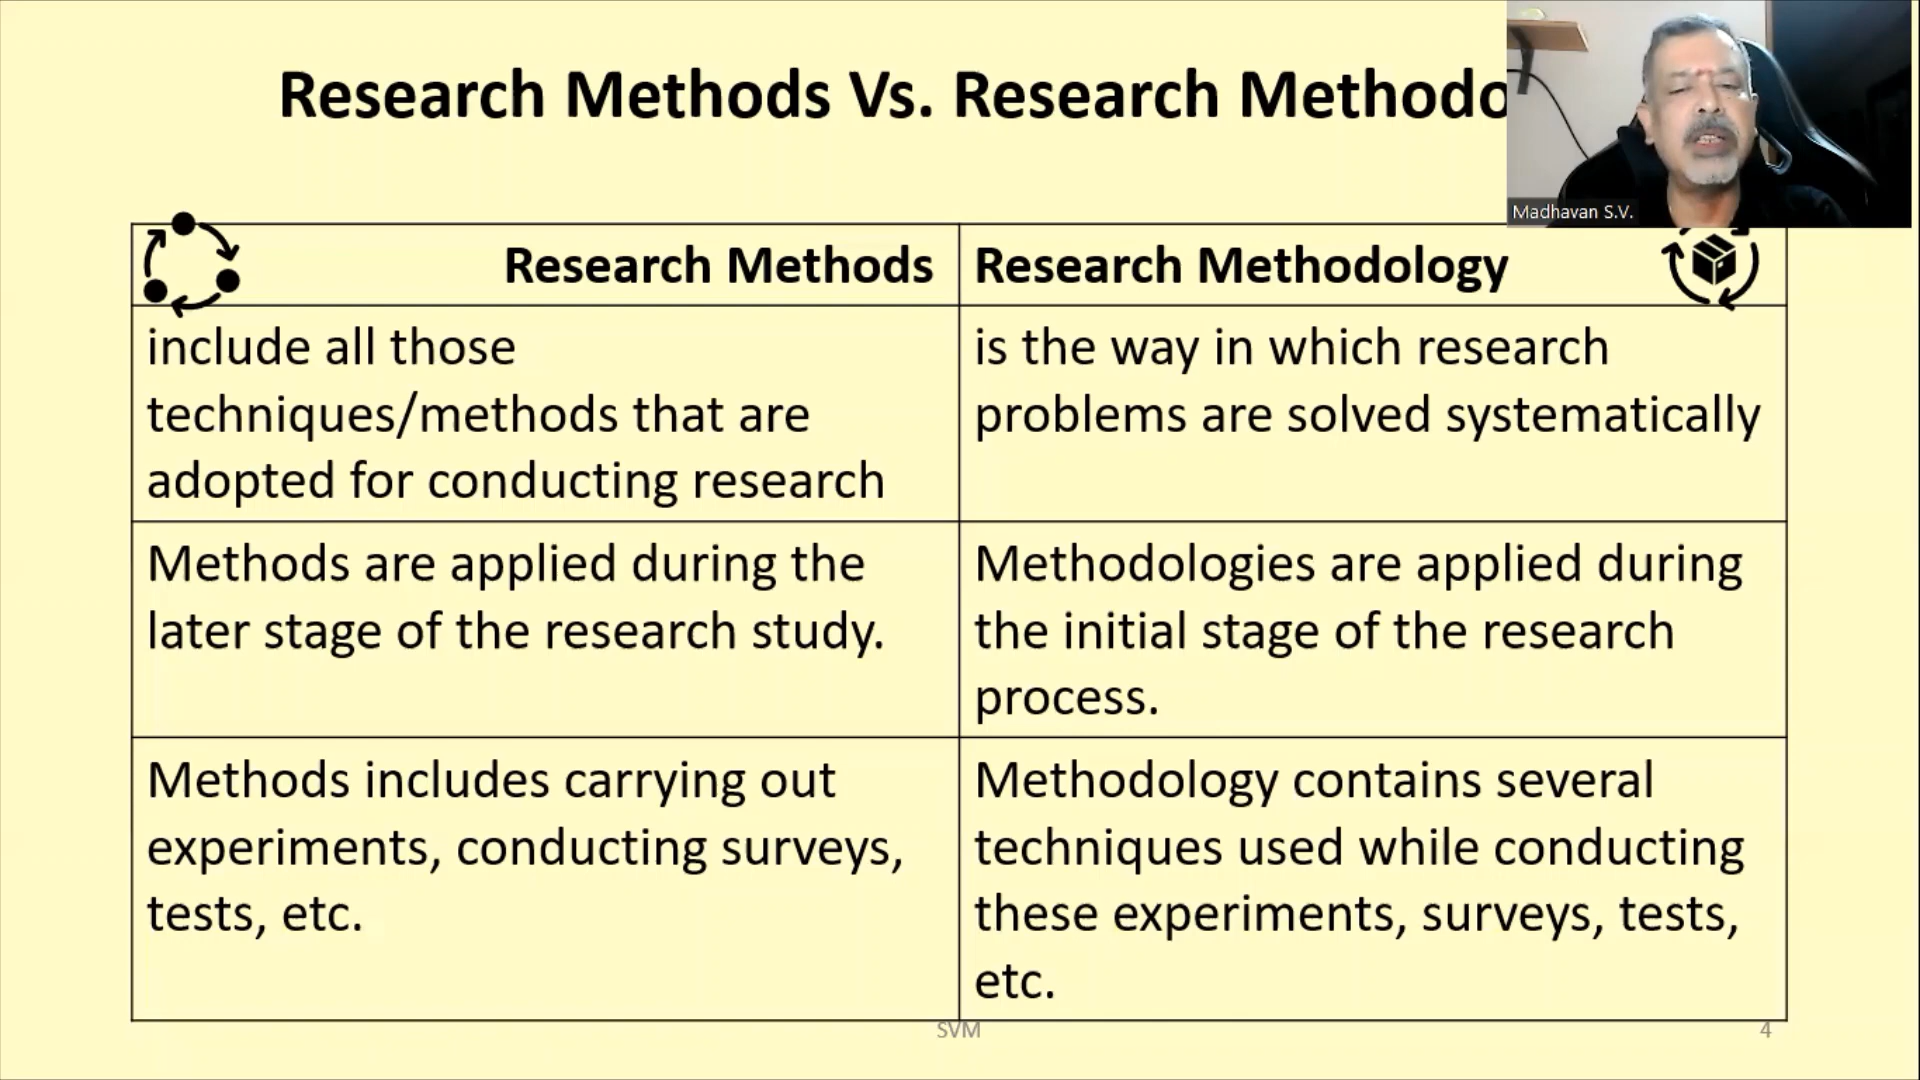 Research Methods Vs. Research Methodo
Madhavan S.V.
Research Methods
Research Methodology
include all those
techniques/methods that are
adopted for conducting research
is the way in which research
problems are solved systematically
Methods are applied during the
later stage of the research study.
Methodologies are applied during
the initial stage of the research
process.
Methods includes carrying out
experiments, conducting surveys,
tests, etc.
Methodology contains several
techniques used while conducting
these experiments, surveys, tests,
etc.
SVM
4